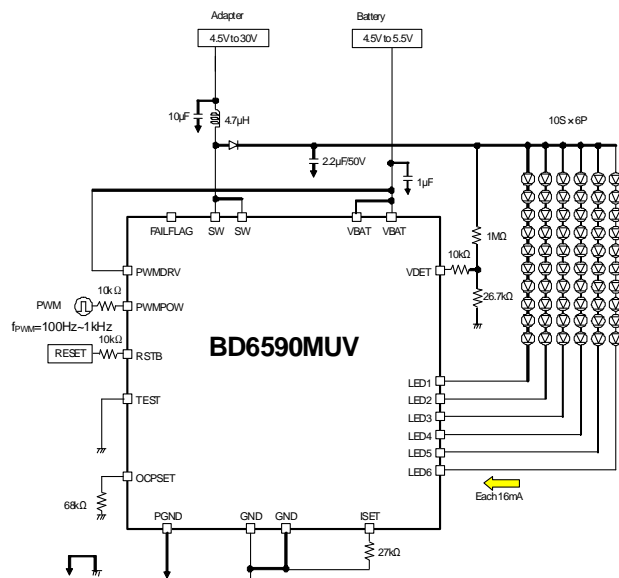 Adapter
Battery
4.5V to 30V
4.5V to 5.5V
10µF
4.7µH
10S × 6P
2.2µF/50V
1µF
FAILFLAG
SW
SW
VBAT
VBAT
1MΩ
PWMDRV
VDET
10kΩ
PWM
10kΩ
PWMPOW
26.7kΩ
fPWM=100Hz~1kHz
BD6590MUV
RESET
10kΩ
RSTB
LED1
TEST
LED2
LED3
LED4
LED5
LED6
OCPSET
68kΩ
Each 16mA
PGND
GND
GND
ISET
27kΩ